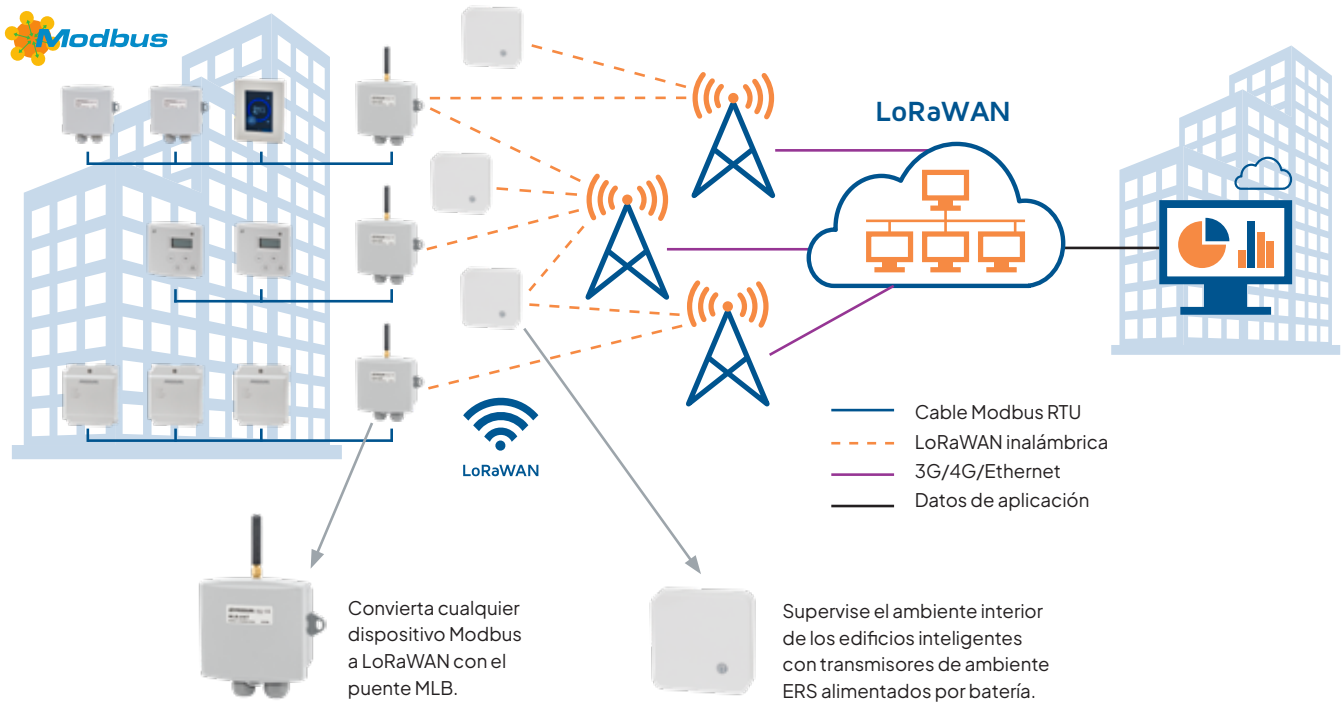 Modbus
LoRaWAN
LoRaWAN
Cable Modbus RTU
LoRaWAN inalámbrica
3G/4G/Ethernet
Datos de aplicación
Convierta cualquier
dispositivo Modbus
a LoRaWAN con el
puente MLB.
Supervise el ambiente interior
de los edificios inteligentes
con transmisores de ambiente
ERS alimentados por batería.